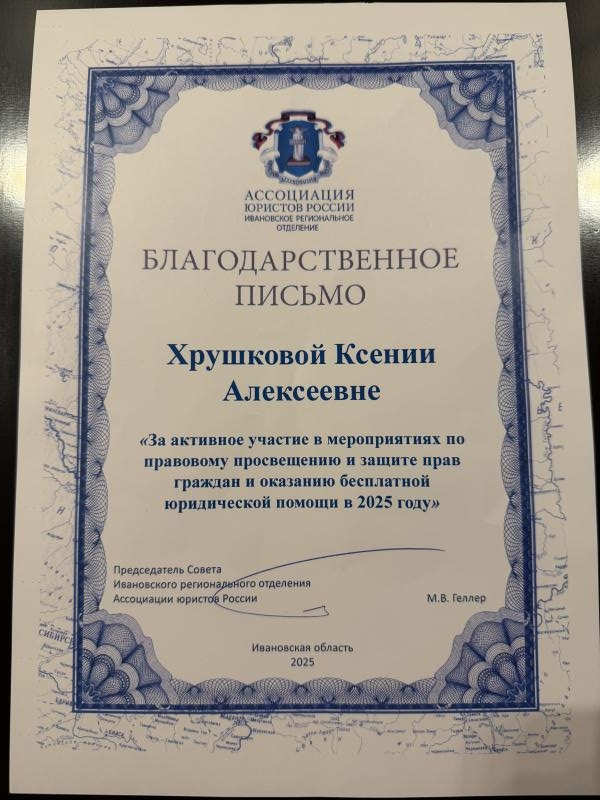 АССОЦИАЦИЯ
АССОЦИАЦИЯ
ЮРИСТОВ РОССИИ
ИВАНОВСКОЕ РЕГИОНАЛЬНОЕ
ОТДЕЛЕНИЕ
БЛАГОДАРСТВЕННОЕ
ПИСЬМО
Хрушковой Ксении
Алексеевне
«За активное участие в мероприятиях по
правовому просвещению и защите прав
граждан и оказанию бесплатной
юридической помощи в 2025 году»
Председатель Совета
Ивановского регионального отделения
Ассоциации юристов России
М.В. Геллер
Ивановская область
2025